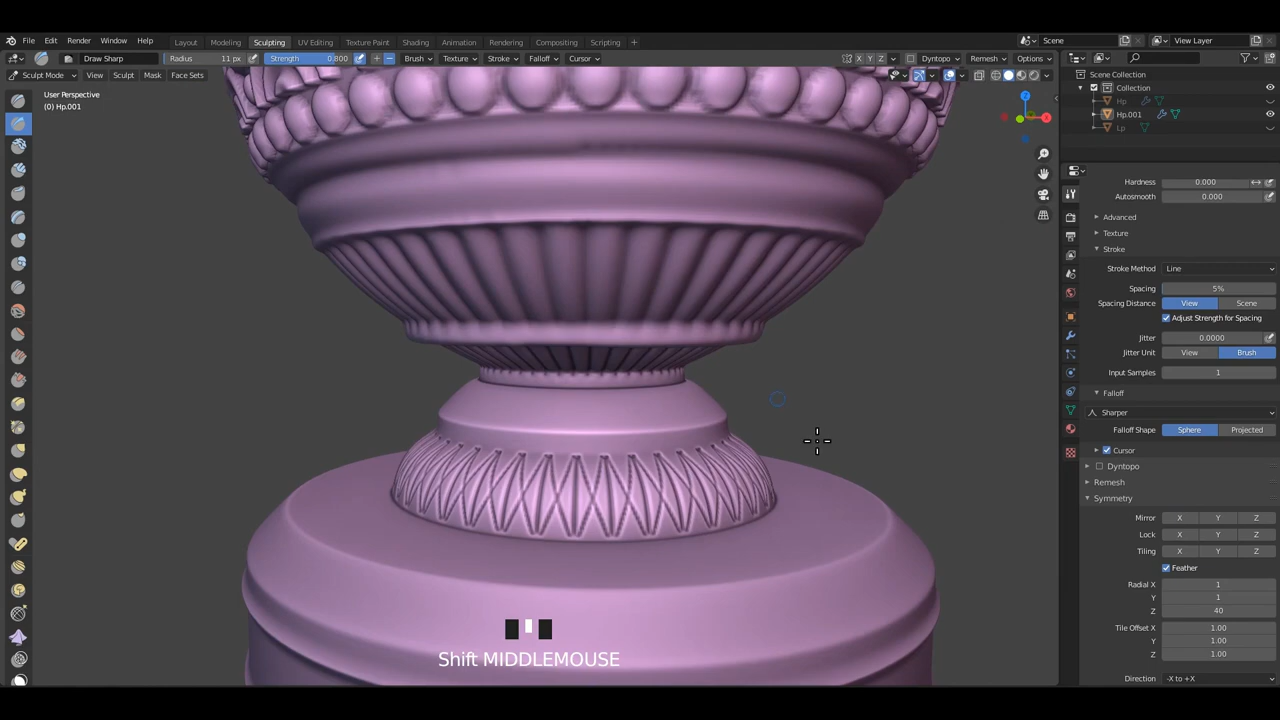 File Edit Render Window Help Layout Modeling Sculpting UV Editing Texture Paint Shading Animation Rendering Compositing Scripting + Scene View Layer
Draw Sharp Radius 11 px Strength 0.800 Brush Texture Stroke Falloff Cursor X Y Z Dyntopo Remesh Options
Sculpt Mode View Sculpt Mask Face Sets
User Perspective
(0) Hp.001
Scene Collection
Collection
Hp
Hp.001
Lp
Z
X
Hardness 0.000
Autosmooth 0.000
Advanced
Texture
Stroke
Stroke Method Line
Spacing 5%
Spacing Distance View Scene
Adjust Strength for Spacing
Jitter 0.0000
Jitter Unit View Brush
Input Samples 1
Falloff
Sharper
Falloff Shape Sphere Projected
Cursor
Dyntopo
Remesh
Symmetry
Mirror X Y Z
Lock X Y Z
Tiling X Y Z
Feather
Radial X 1
Y 1
Z 40
Tile Offset X 1.00
Y 1.00
Z 1.00
Direction -X to +X
Shift MIDDLEMOUSE